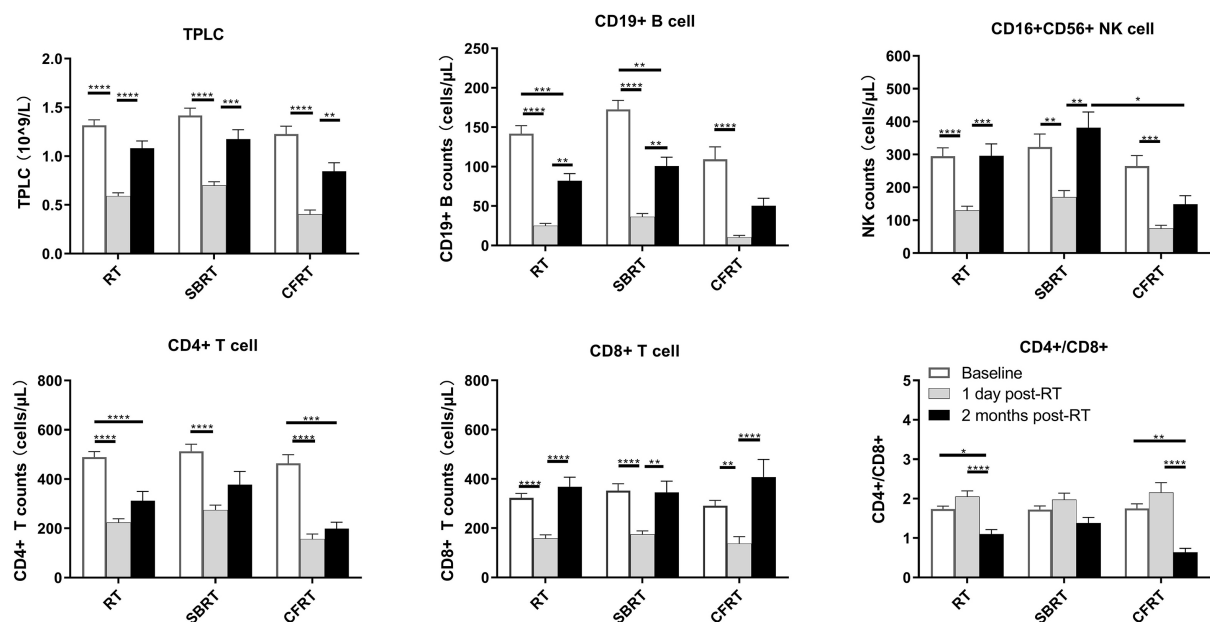 TPLC
TPLC（10^9/L）
2.0
1.5
1.0
0.5
0.0
**** **** **** *** **** **
RT SBRT CFRT
CD19+ B cell
CD19+ B counts (cells/μL)
250
200
150
100
50
0
*** **** ** ** **** ** ****
RT SBRT CFRT
CD16+CD56+ NK cell
NK counts (cells/μL)
600
500
400
300
200
100
0
**** *** ** ** * ***
RT SBRT CFRT
CD4+ T cell
CD4+ T counts (cells/μL)
800
600
400
200
0
**** **** **** *** ****
RT SBRT CFRT
CD8+ T cell
CD8+ T counts (cells/μL)
800
600
400
200
0
**** **** **** ** ** ****
RT SBRT CFRT
CD4+/CD8+
Baseline
1 day post-RT
2 months post-RT
CD4+/CD8+
5
4
3
2
1
0
* **** ** ****
RT SBRT CFRT